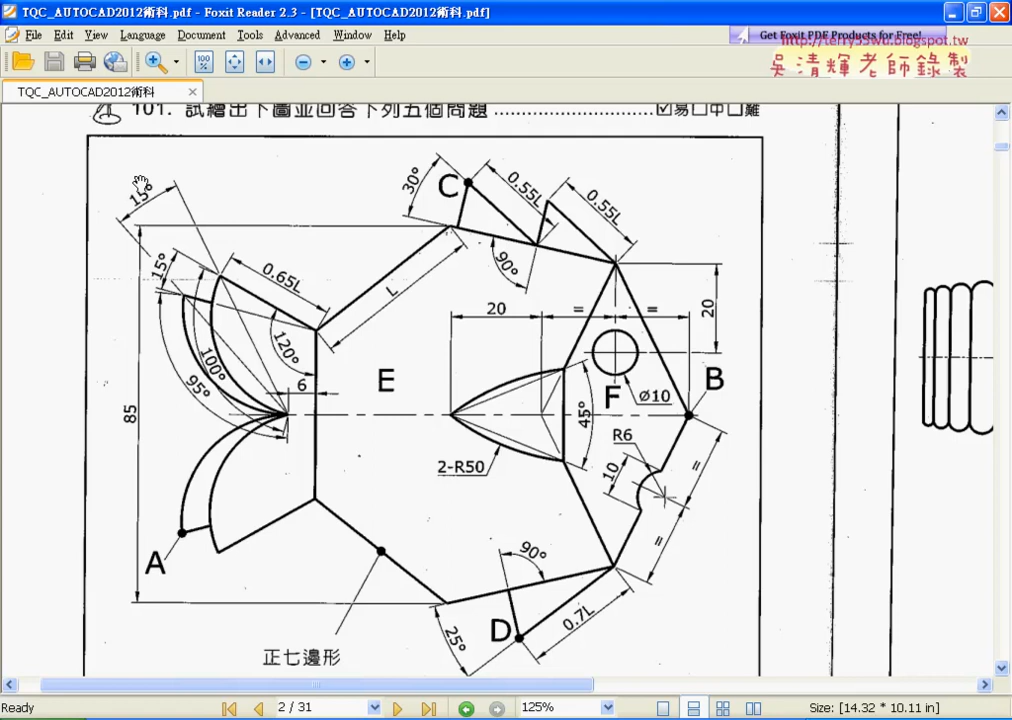 TQC_AUTOCAD2012術科.pdf - Foxit Reader 2.3 - [TQC_AUTOCAD2012術科.pdf]
File Edit View Language Document Tools Advanced Window Help
Get Foxit PDF Products for Free!
http://terry55wu.blogspot.tw
吳清輝老師錄製
TQC_AUTOCAD2012術科
101. 試繪出下圖並回答下列五個問題 ............................ ☑易☐中☐難
30° C 0.55L 0.55L
15°
15° 0.65L 90°
L 20 = = 20
120°
100° 6 E F B
95° ⌀10
85 45°
2-R50 R6
10 =
=
A 90°
D 0.7L
25°
正七邊形
Ready 2 / 31 125% Size: [14.32 * 10.11 in]